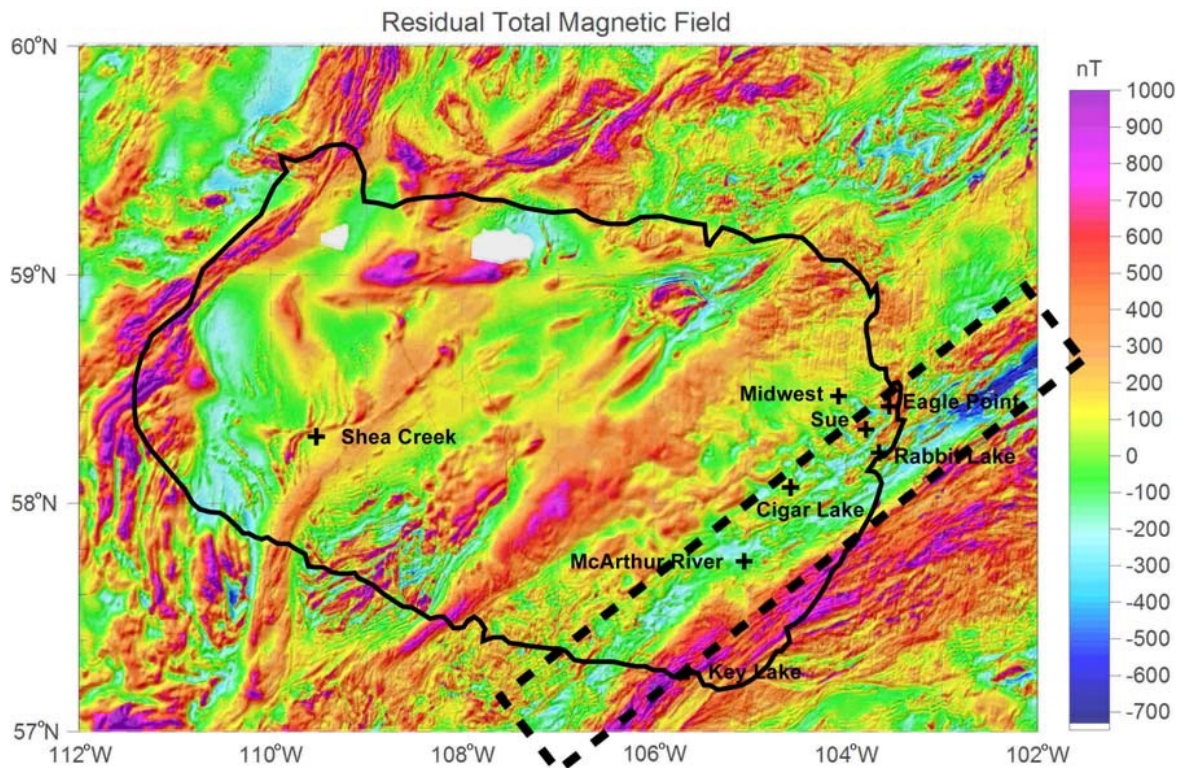 Residual Total Magnetic Field
60°N
59°N
58°N
57°N
112°W
110°W
108°W
106°W
104°W
102°W
nT
1000
900
800
700
600
500
400
300
200
100
0
-100
-200
-300
-400
-500
-600
-700
Midwest
Eagle Point
Sue
Shea Creek
Rabbit Lake
Cigar Lake
McArthur River
Key Lake